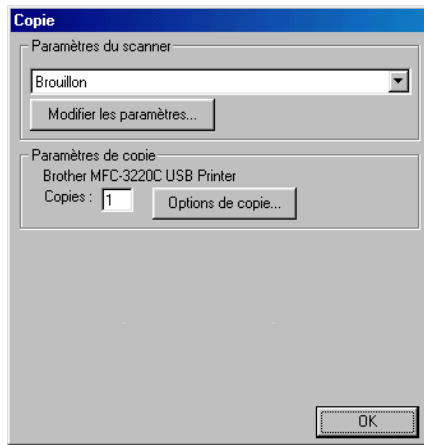 Copie
Paramètres du scanner
Brouillon
Modifier les paramètres...
Paramètres de copie
Brother MFC-3220C USB Printer
Copies : 1 Options de copie...
OK